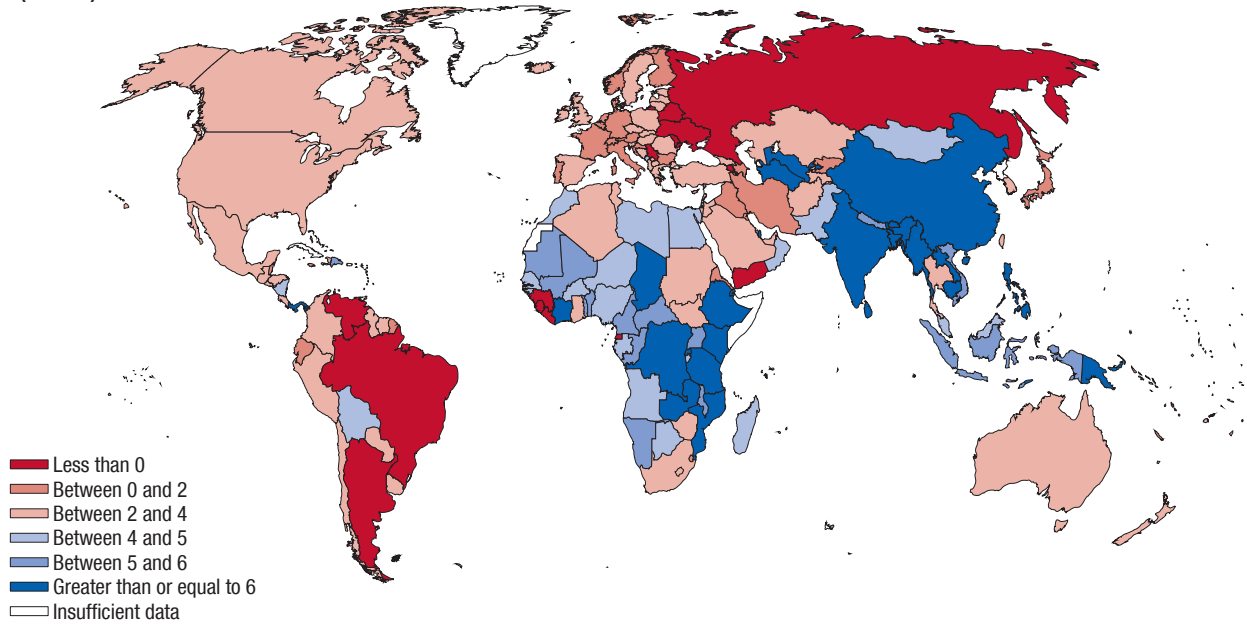 Less than 0
Between 0 and 2
Between 2 and 4
Between 4 and 5
Between 5 and 6
Greater than or equal to 6
Insufficient data